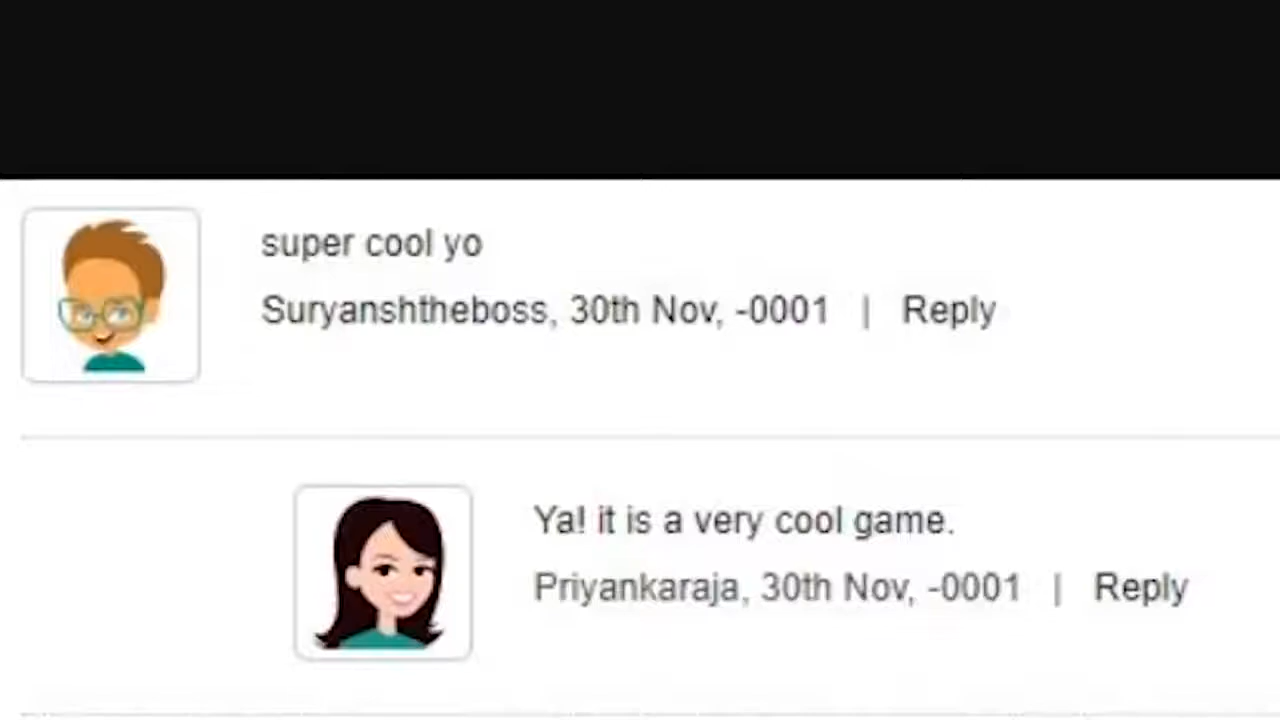 super cool yo
Suryanshtheboss, 30th Nov, -0001 | Reply
Ya! it is a very cool game.
Priyankaraja, 30th Nov, -0001 | Reply